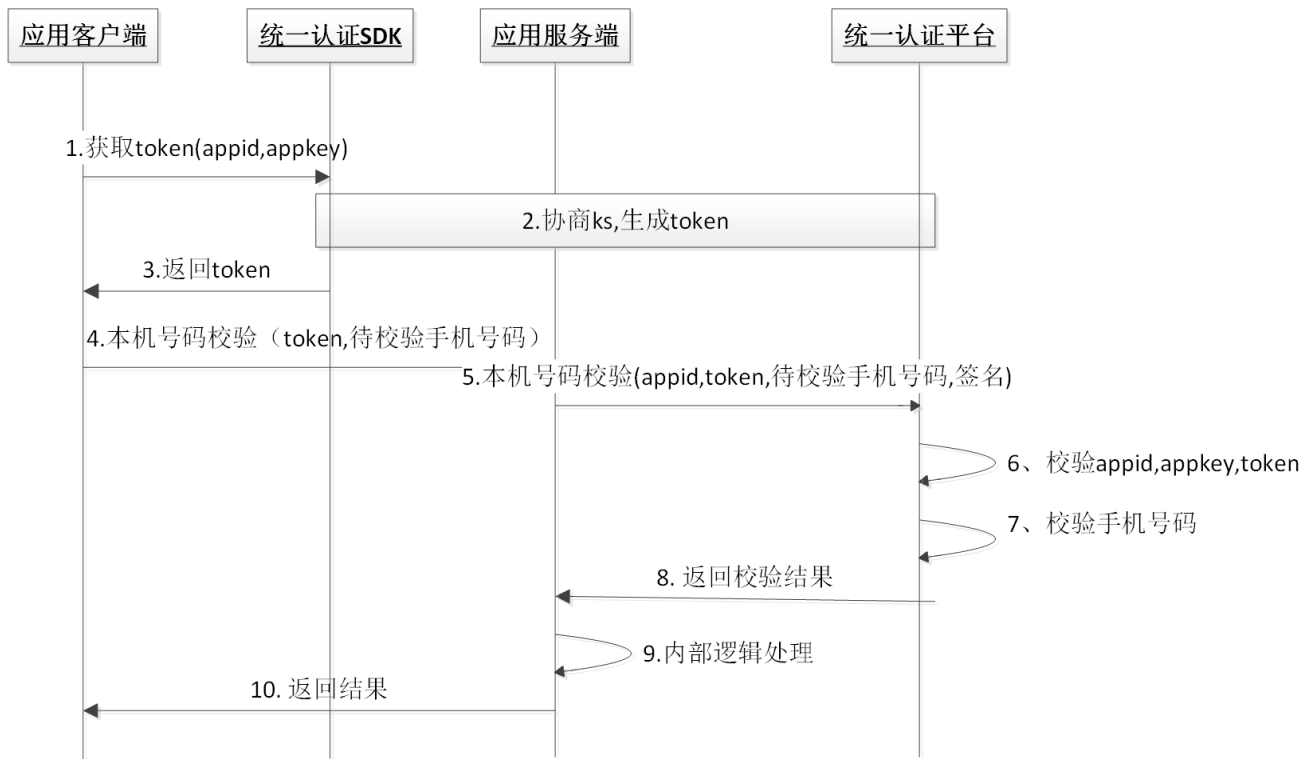 应用客户端
统一认证SDK
应用服务端
统一认证平台
1.获取token(appid,appkey)
2.协商ks,生成token
3.返回token
4.本机号码校验（token,待校验手机号码）
5.本机号码校验(appid,token,待校验手机号码,签名)
6、校验appid,appkey,token
7、校验手机号码
8. 返回校验结果
9.内部逻辑处理
10. 返回结果